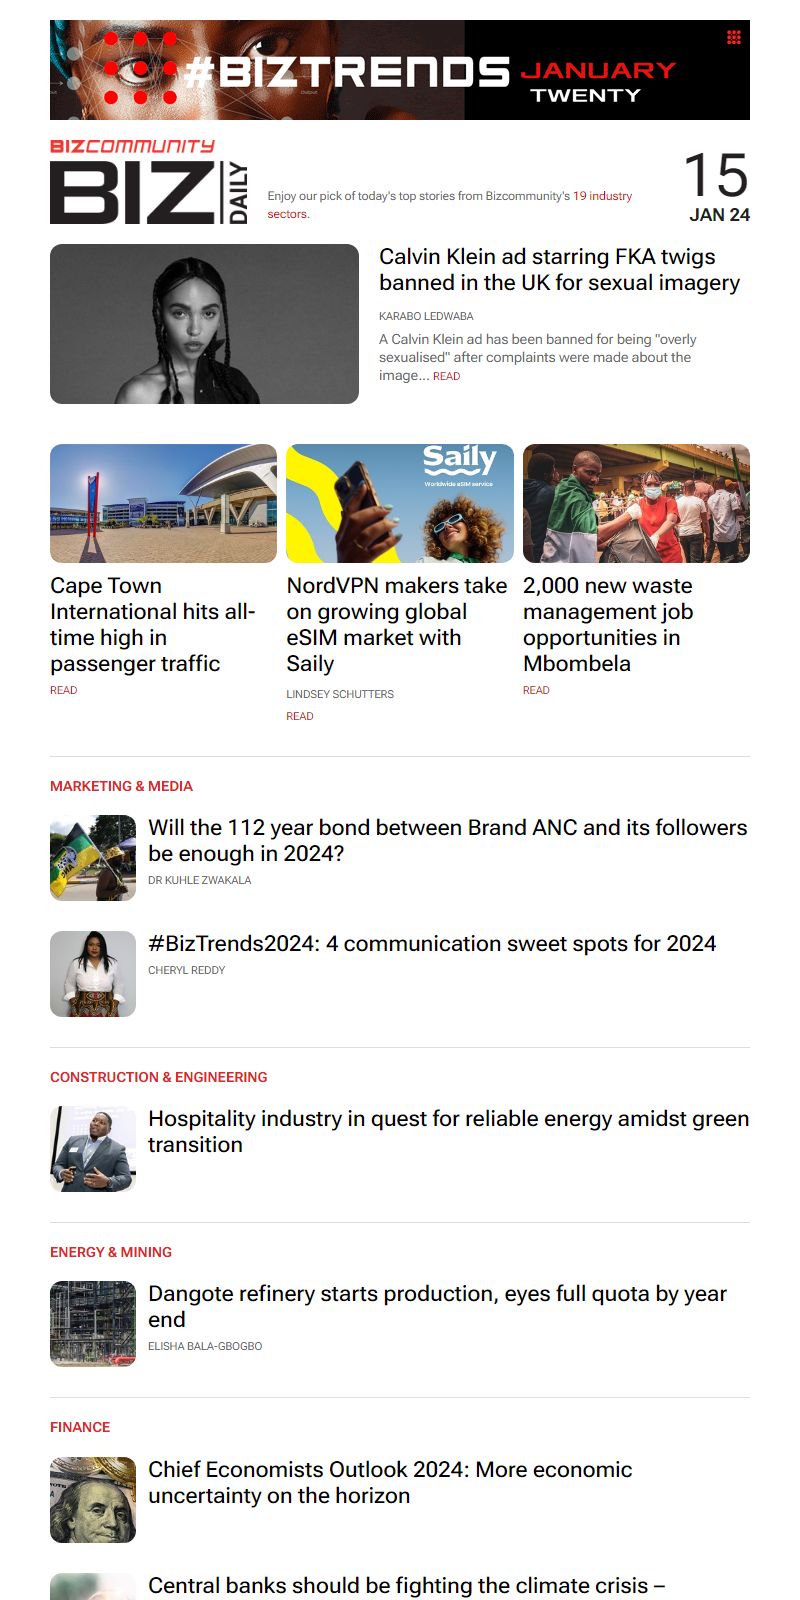 #BIZTRENDS JANUARY
TWENTY
BIZCOMMUNITY
BIZ DAILY
Enjoy our pick of today's top stories from Bizcommunity's 19 industry
sectors.
15
JAN 24
Calvin Klein ad starring FKA twigs
banned in the UK for sexual imagery
KARABO LEDWABA
A Calvin Klein ad has been banned for being "overly
sexualised" after complaints were made about the
image... READ
Saily
Worldwide eSIM service
Cape Town
International hits all-
time high in
passenger traffic
READ
NordVPN makers take
on growing global
eSIM market with
Saily
LINDSEY SCHUTTERS
READ
2,000 new waste
management job
opportunities in
Mbombela
READ
MARKETING & MEDIA
Will the 112 year bond between Brand ANC and its followers
be enough in 2024?
DR KUHLE ZWAKALA
#BizTrends2024: 4 communication sweet spots for 2024
CHERYL REDDY
CONSTRUCTION & ENGINEERING
Hospitality industry in quest for reliable energy amidst green
transition
ENERGY & MINING
Dangote refinery starts production, eyes full quota by year
end
ELISHA BALA-GBOGBO
FINANCE
Chief Economists Outlook 2024: More economic
uncertainty on the horizon
Central banks should be fighting the climate crisis –